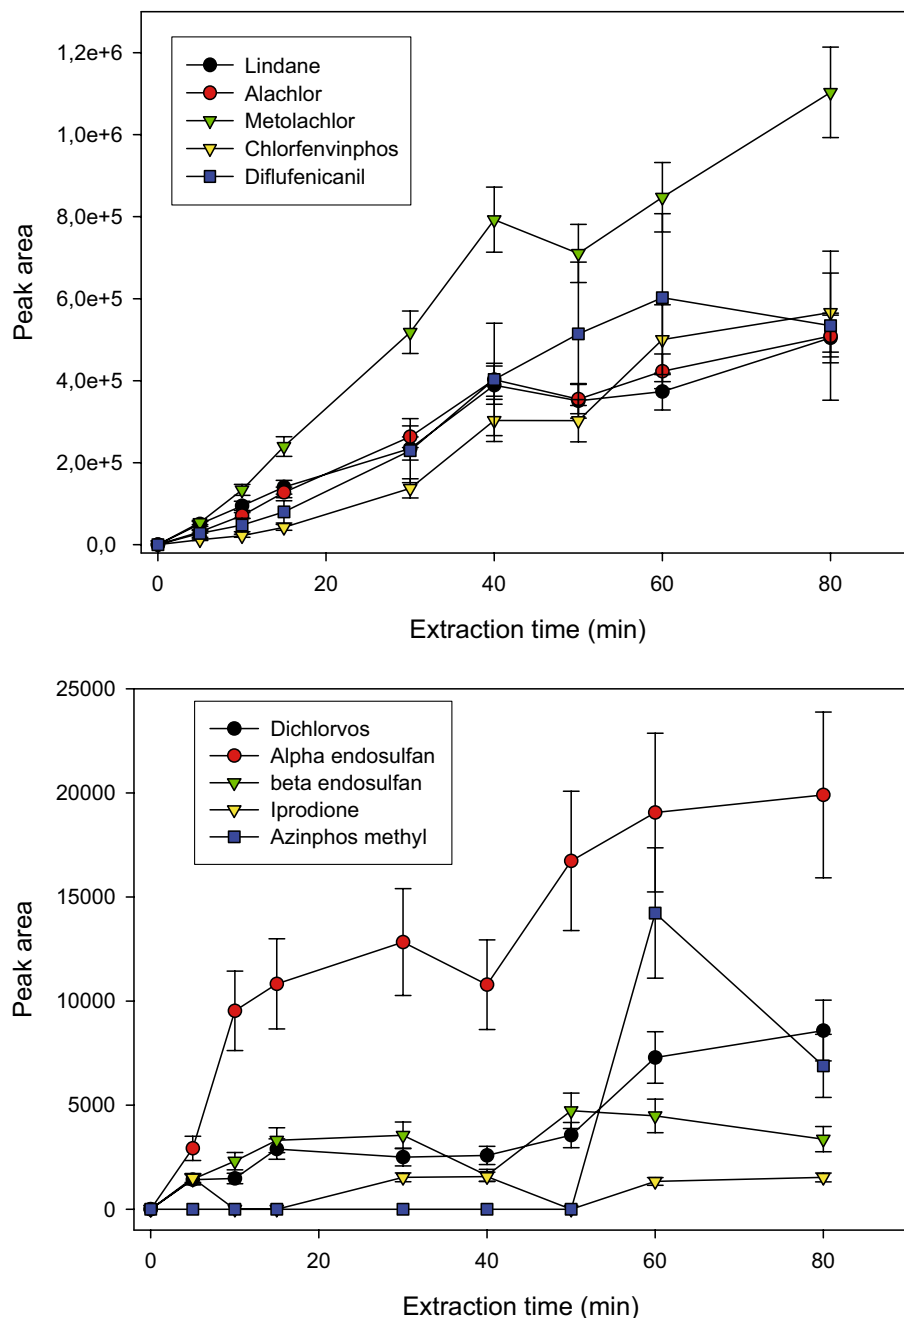 1,2e+6
1,0e+6
8,0e+5
6,0e+5
4,0e+5
2,0e+5
0,0
Peak area
Lindane
Alachlor
Metolachlor
Chlorfenvinphos
Diflufenicanil
0 20 40 60 80
Extraction time (min)
25000
20000
15000
10000
5000
0
Peak area
Dichlorvos
Alpha endosulfan
beta endosulfan
Iprodione
Azinphos methyl
0 20 40 60 80
Extraction time (min)